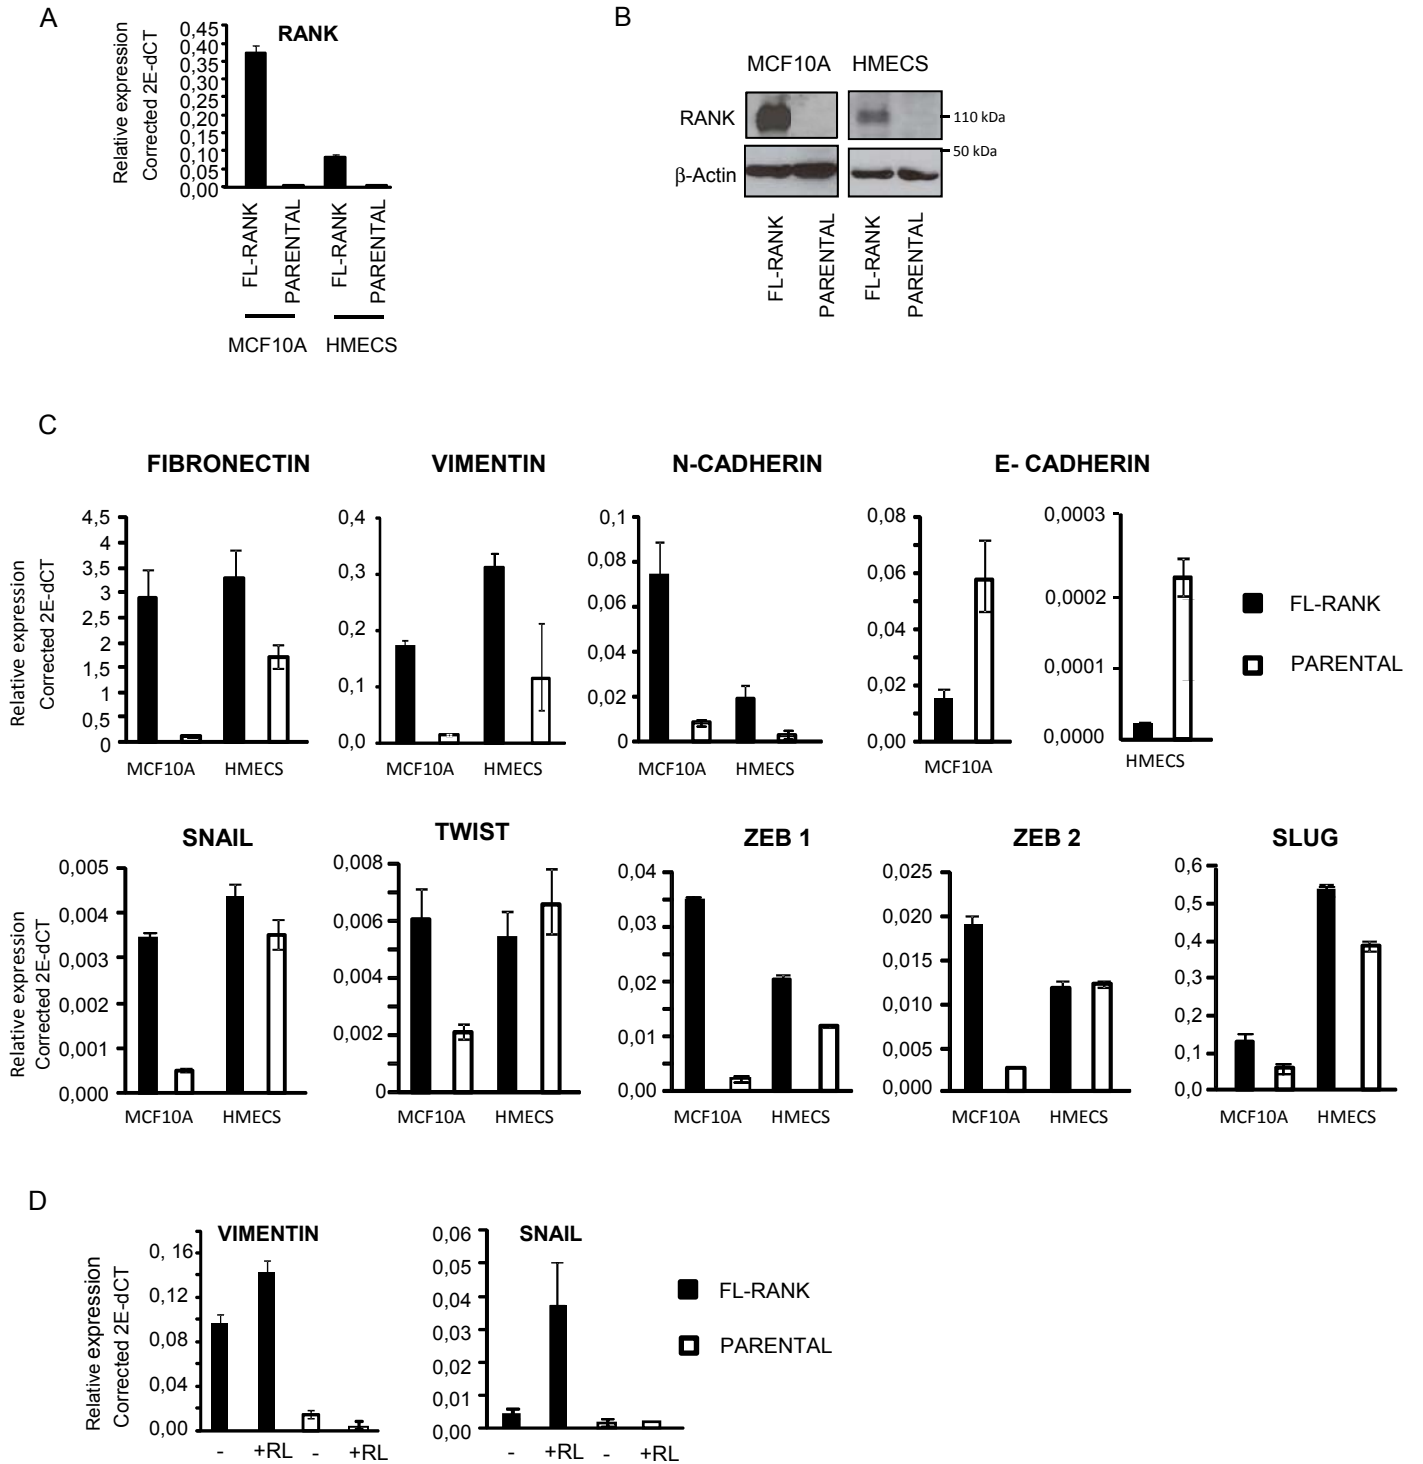 A
RANK
Relative expression
Corrected 2E-dCT
0,45
0,40
0,35
0,30
0,25
0,20
0,15
0,10
0,05
0,00
FL-RANK
PARENTAL
FL-RANK
PARENTAL
MCF10A HMECS
B
MCF10A HMECS
RANK
110 kDa
50 kDa
β-Actin
FL-RANK
PARENTAL
FL-RANK
PARENTAL
C
FIBRONECTIN
Relative expression
Corrected 2E-dCT
4,5
4
3,5
3
2,5
2
1,5
1
0,5
0
MCF10A HMECS
VIMENTIN
0,4
0,3
0,2
0,1
0,0
MCF10A HMECS
N-CADHERIN
0,1
0,08
0,06
0,04
0,02
0
MCF10A HMECS
E- CADHERIN
0,08
0,06
0,04
0,02
0,00
MCF10A
0,0003
0,0002
0,0001
0,0000
HMECS
FL-RANK
PARENTAL
SNAIL
Relative expression
Corrected 2E-dCT
0,005
0,004
0,003
0,002
0,001
0,000
MCF10A HMECS
TWIST
0,008
0,006
0,004
0,002
0
MCF10A HMECS
ZEB 1
0,04
0,03
0,02
0,01
0,00
MCF10A HMECS
ZEB 2
0,025
0,020
0,015
0,010
0,005
0,000
MCF10A HMECS
SLUG
0,6
0,5
0,4
0,3
0,2
0,1
0,0
MCF10A HMECS
D
VIMENTIN
Relative expression
Corrected 2E-dCT
0, 16
0,12
0,08
0,04
0,00
- +RL - +RL
SNAIL
0,06
0,05
0,04
0,03
0,02
0,01
0,00
- +RL - +RL
FL-RANK
PARENTAL